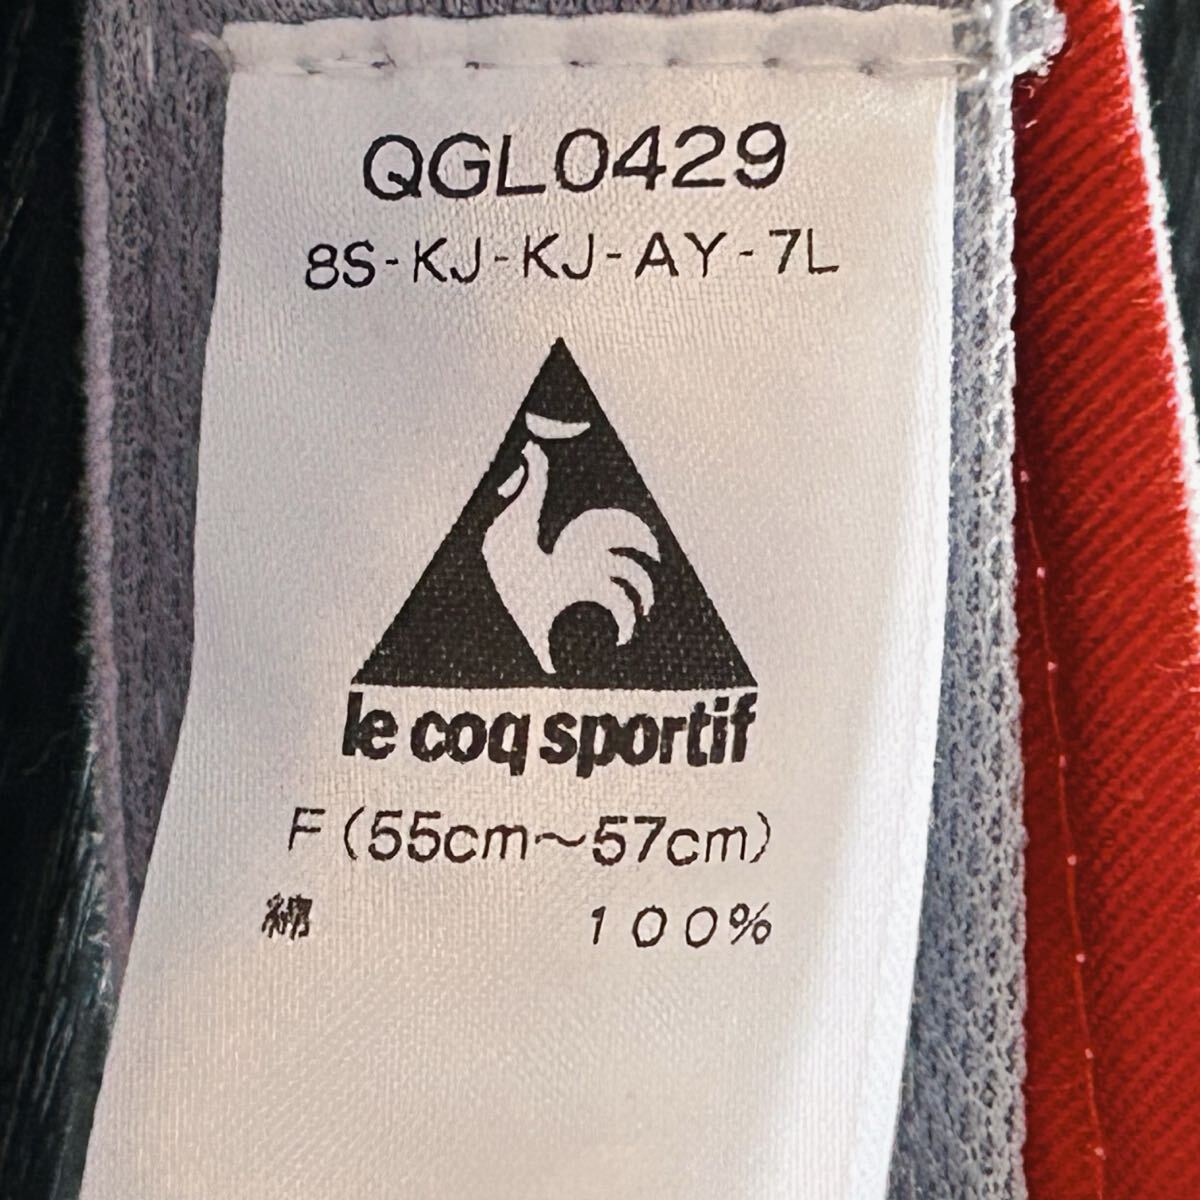 QGL0429
8S-KJ-KJ-AY-7L
le coq sportif
F(55cm～57cm)
綿 100%